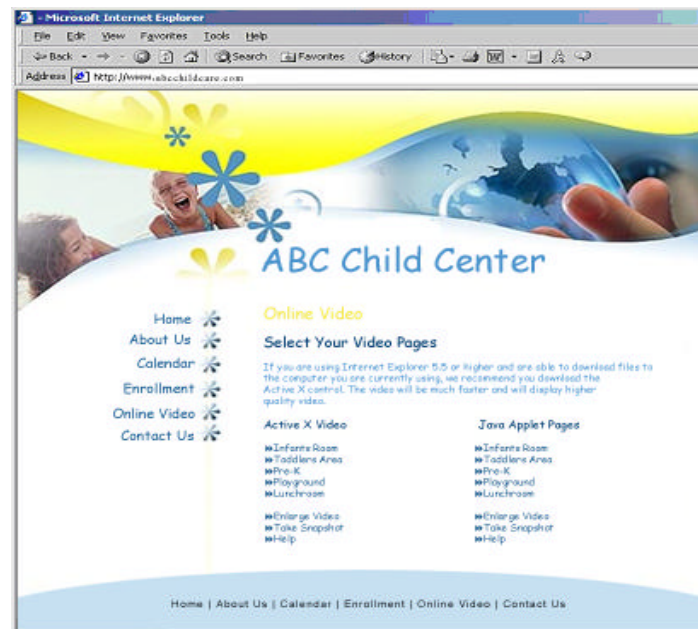 - Microsoft Internet Explorer
File Edit View Favorites Tools Help
Back Search Favorites History
Address http://www.abcchildcare.com
ABC Child Center
Home
About Us
Calendar
Enrollment
Online Video
Contact Us
Online Video
Select Your Video Pages
If you are using Internet Explorer 5.5 or higher and are able to download files to
the computer you are currently using, we recommend you download the
Active X control. The video will be much faster and will display higher
quality video.
Active X Video
Infants Room
Toddlers Area
Pre-K
Playground
Lunchroom
Enlarge Video
Take Snapshot
Help
Java Applet Pages
Infants Room
Toddlers Area
Pre-K
Playground
Lunchroom
Enlarge Video
Take Snapshot
Help
Home | About Us | Calendar | Enrollment | Online Video | Contact Us